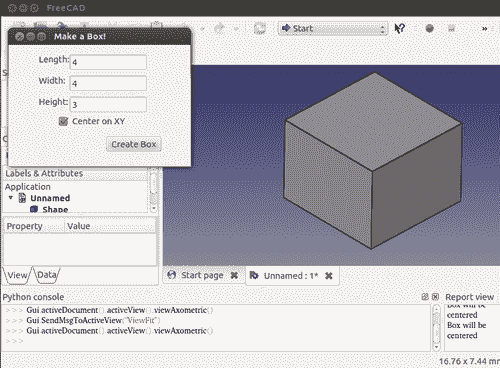 FreeCAD
Make a Box!
Start
Length: 4
Width: 4
Height: 3
Center on XY
Create Box
Labels & Attributes
Application
Unnamed
Shape
Property Value
View Data
Start page
Unnamed : 1*
Python console
Report view
>>> Gui.activeDocument().activeView().viewAxometric()
>>> Gui.SendMsgToActiveView("ViewFit")
>>> Gui.activeDocument().activeView().viewAxometric()
>>>
Box will be
centered
Box will be
centered
16.76 x 7.44 mm